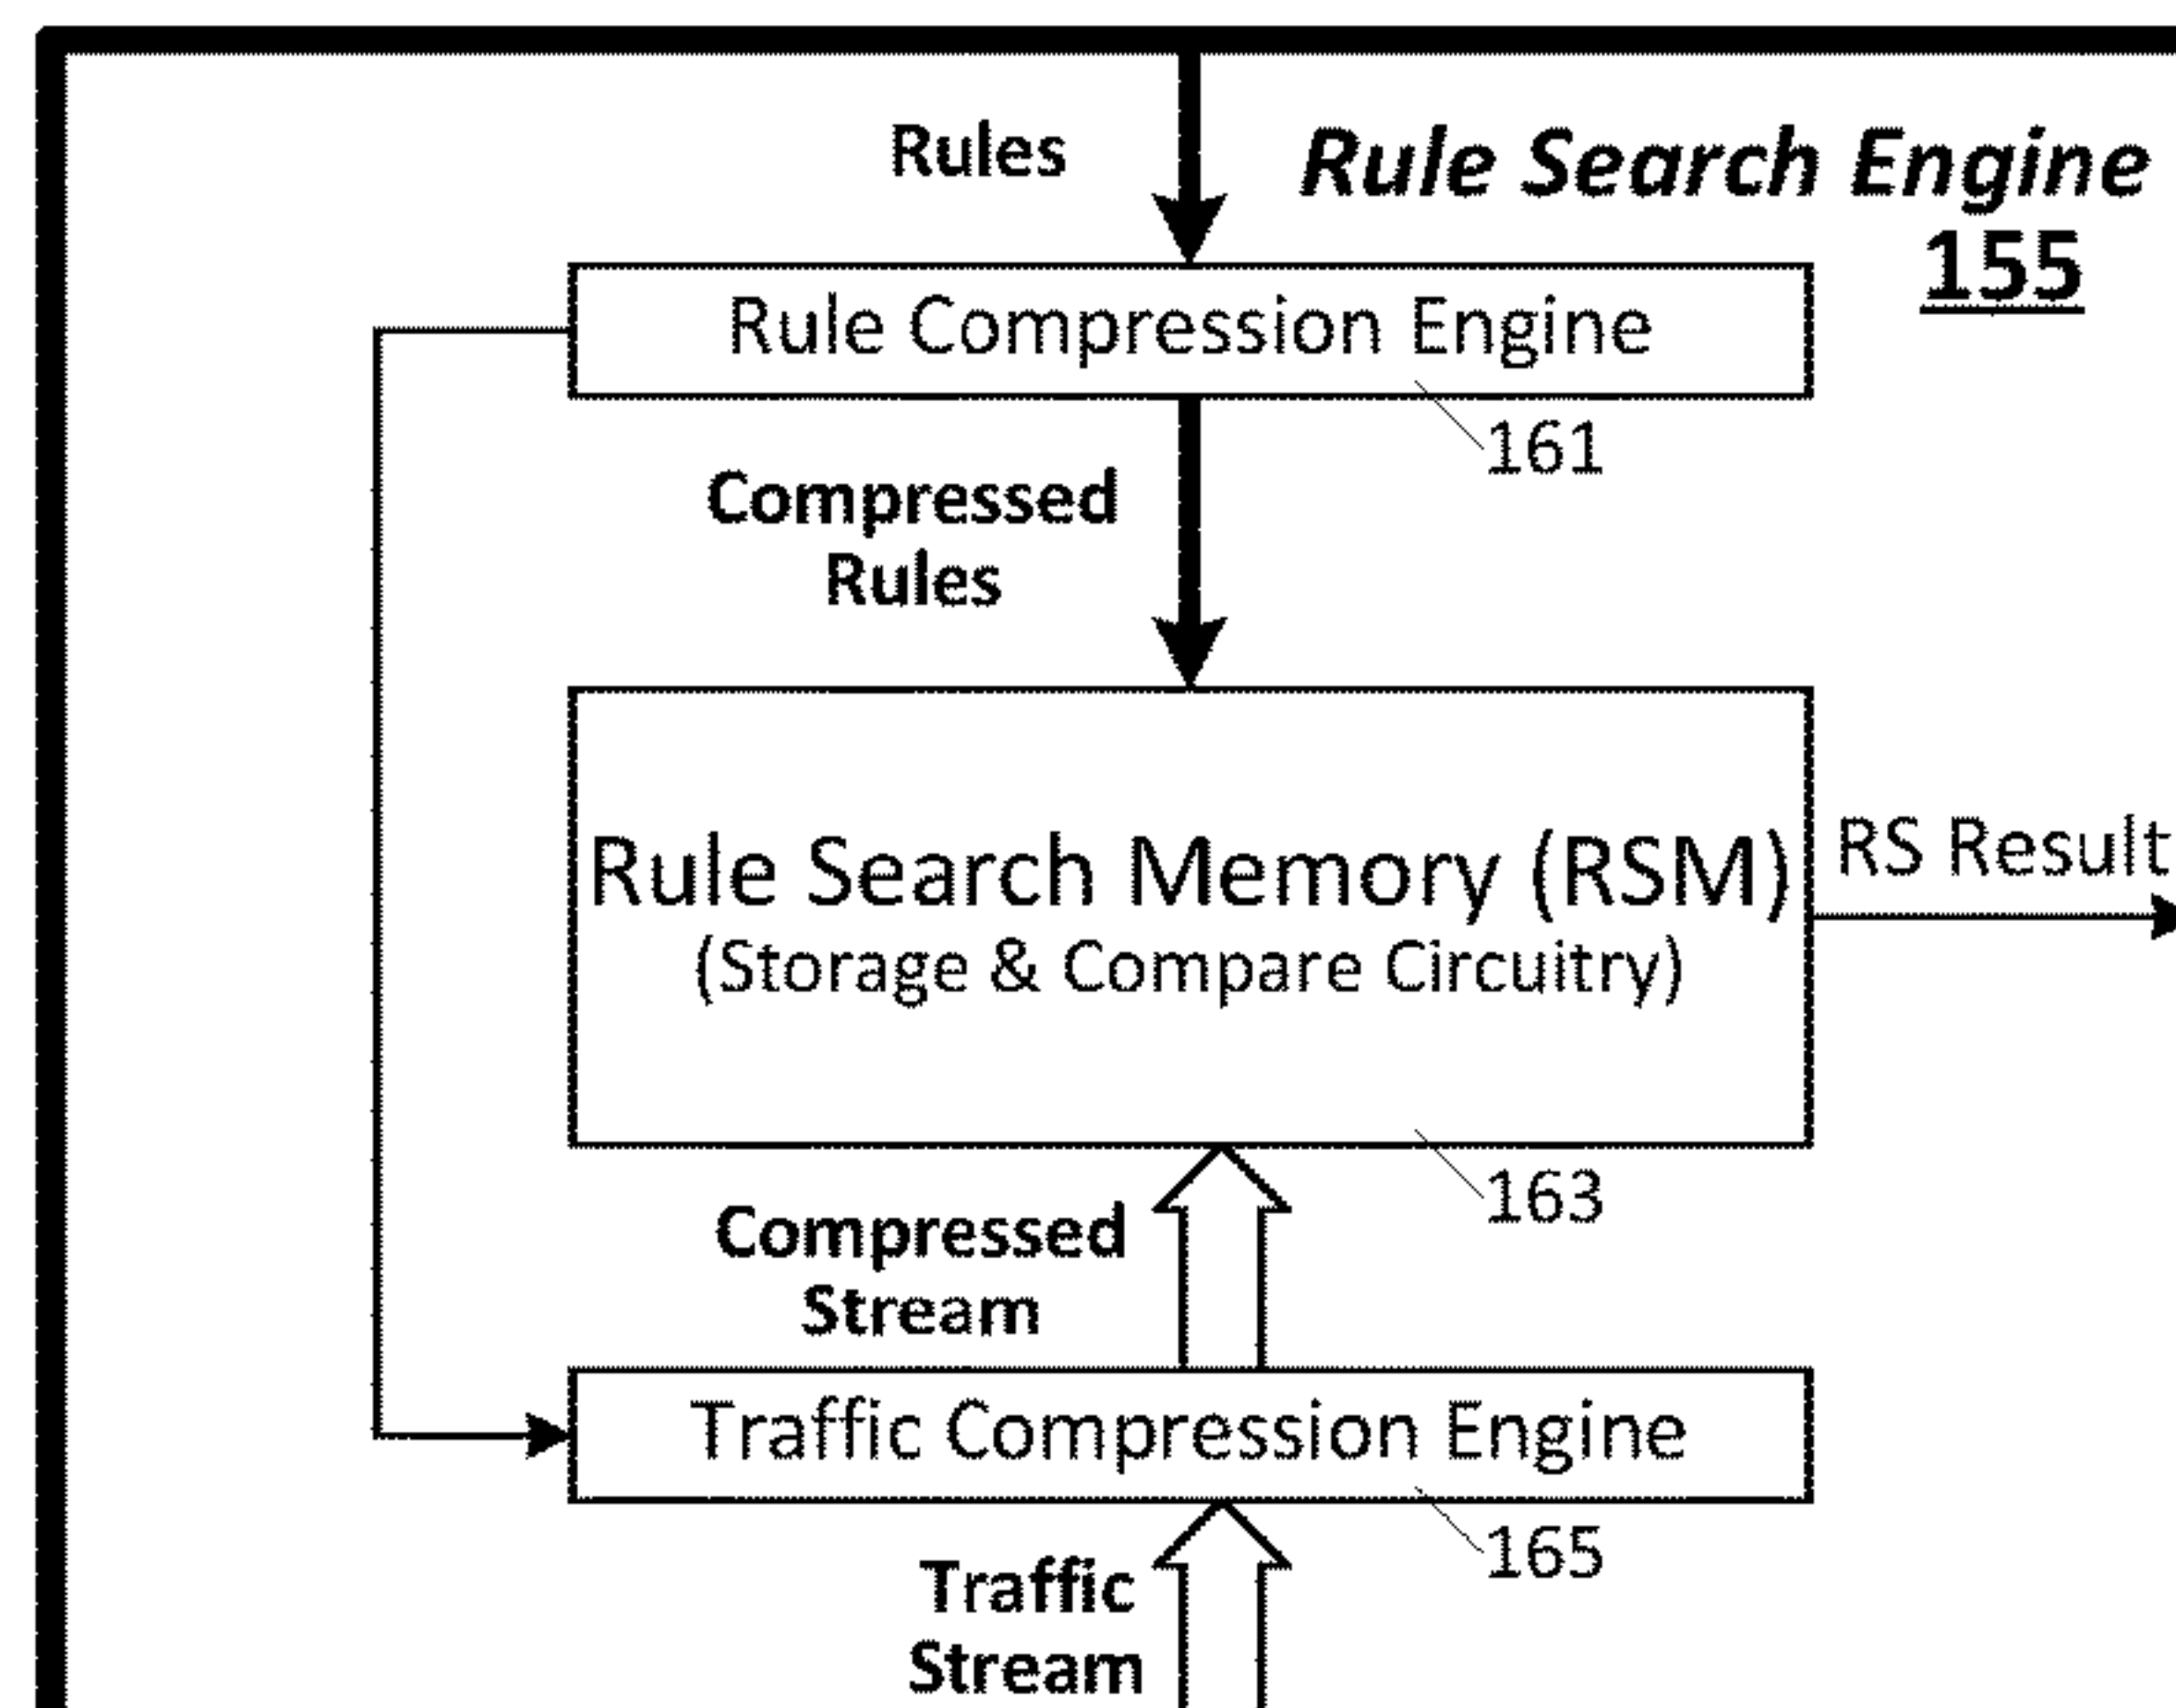 Rules
Rule Search Engine
155
Rule Compression Engine
161
Compressed
Rules
Rule Search Memory (RSM)
(Storage & Compare Circuitry)
RS Result
163
Compressed
Stream
Traffic Compression Engine
165
Traffic
Stream